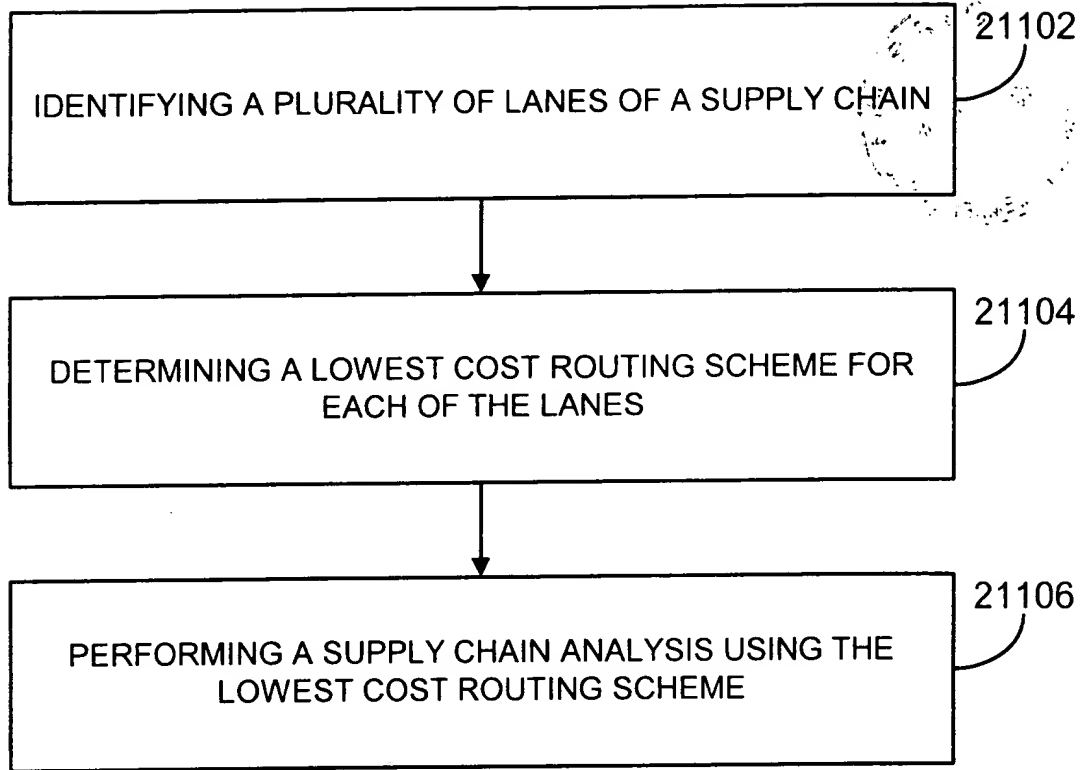 21102
IDENTIFYING A PLURALITY OF LANES OF A SUPPLY CHAIN
21104
DETERMINING A LOWEST COST ROUTING SCHEME FOR
EACH OF THE LANES
21106
PERFORMING A SUPPLY CHAIN ANALYSIS USING THE
LOWEST COST ROUTING SCHEME